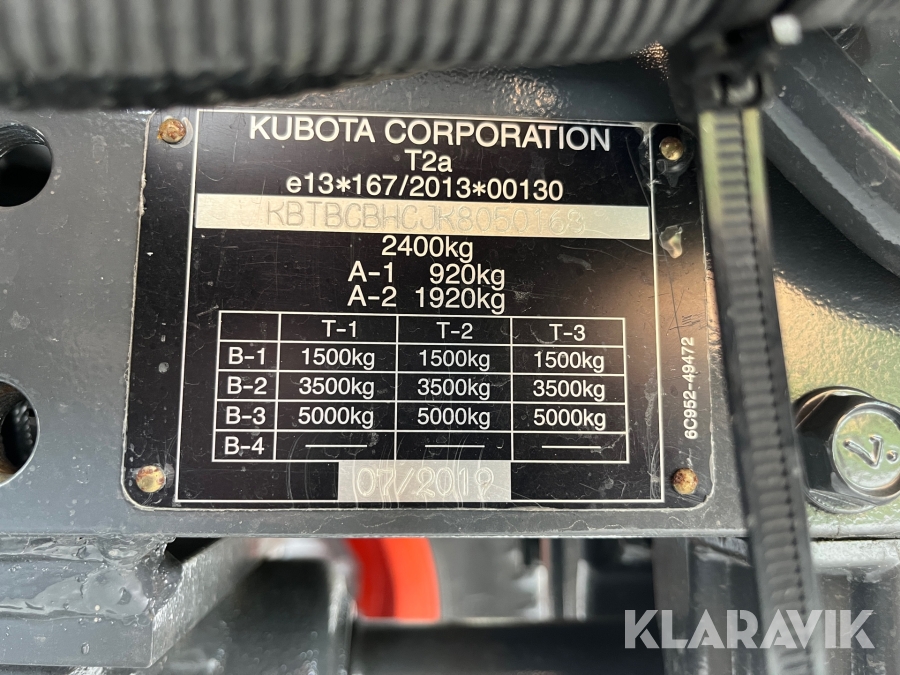 KUBOTA CORPORATION
T2a
e13*167/2013*00130
KBTBCBHCJK8050169
2400kg
A-1 920kg
A-2 1920kg
T-1 T-2 T-3
B-1 1500kg 1500kg 1500kg
B-2 3500kg 3500kg 3500kg
B-3 5000kg 5000kg 5000kg
B-4 — — —
07/2019
6C952-49472
KLARAVIK